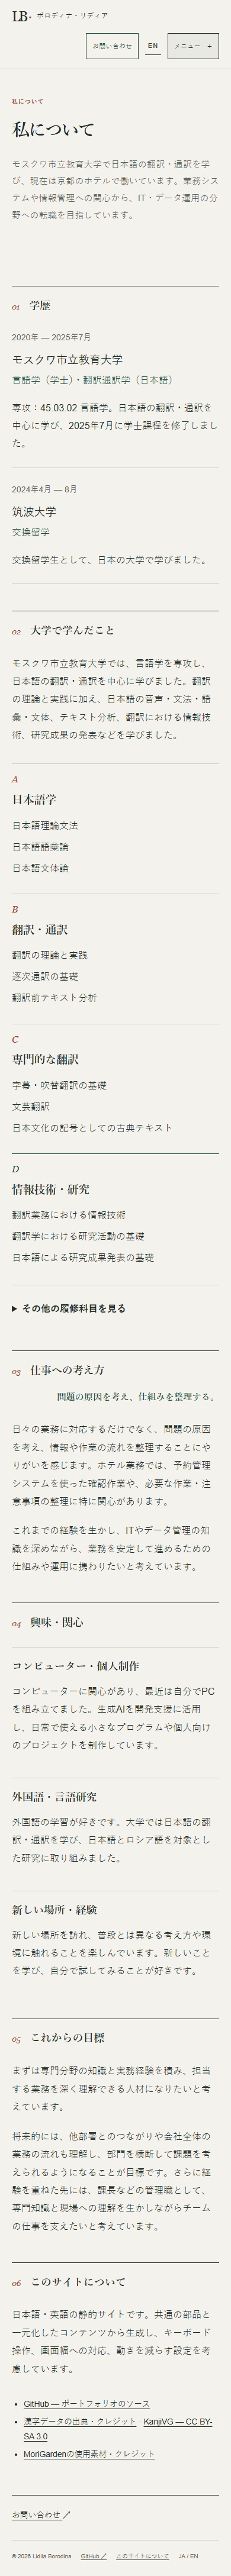 LB. ボロディナ・リディア
お問い合わせ EN メニュー +
私について
私について
モスクワ市立教育大学で日本語の翻訳・通訳を学
び、現在は京都のホテルで働いています。業務シス
テムや情報管理への関心から、IT・データ運用の分
野への転職を目指しています。
01 学歴
2020年 — 2025年7月
モスクワ市立教育大学
言語学（学士）・翻訳通訳学（日本語）
専攻：45.03.02 言語学。日本語の翻訳・通訳を
中心に学び、2025年7月に学士課程を修了しまし
た。
2024年4月 — 8月
筑波大学
交換留学
交換留学生として、日本の大学で学びました。
02 大学で学んだこと
モスクワ市立教育大学では、言語学を専攻し、
日本語の翻訳・通訳を中心に学びました。翻訳
の理論と実践に加え、日本語の音声・文法・語
彙・文体、テキスト分析、翻訳における情報技
術、研究成果の発表などを学びました。
A
日本語学
日本語理論文法
日本語語彙論
日本語文体論
B
翻訳・通訳
翻訳の理論と実践
逐次通訳の基礎
翻訳前テキスト分析
C
専門的な翻訳
字幕・吹替翻訳の基礎
文芸翻訳
日本文化の記号としての古典テキスト
D
情報技術・研究
翻訳業務における情報技術
翻訳学における研究活動の基礎
日本語による研究成果発表の基礎
▶ その他の履修科目を見る
03 仕事への考え方
問題の原因を考え、仕組みを整理する。
日々の業務に対応するだけでなく、問題の原因
を考え、情報や作業の流れを整理することにや
りがいを感じます。ホテル業務では、予約管理
システムを使った確認作業や、必要な作業・注
意事項の整理に特に関心があります。
これまでの経験を生かし、ITやデータ管理の知
識を深めながら、業務を安定して進めるための
仕組みや運用に携わりたいと考えています。
04 興味・関心
コンピューター・個人制作
コンピューターに関心があり、最近は自分でPC
を組み立てました。生成AIを開発支援に活用
し、日常で使える小さなプログラムや個人向け
のプロジェクトを制作しています。
外国語・言語研究
外国語の学習が好きです。大学では日本語の翻
訳・通訳を学び、日本語とロシア語を対象とし
た研究に取り組みました。
新しい場所・経験
新しい場所を訪れ、普段とは異なる考え方や環
境に触れることを楽しんでいます。新しいこと
を学び、自分で試してみることが好きです。
05 これからの目標
まずは専門分野の知識と実務経験を積み、担当
する業務を深く理解できる人材になりたいと考
えています。
将来的には、他部署とのつながりや会社全体の
業務の流れも理解し、部門を横断して課題を考
えられるようになることが目標です。さらに経
験を重ねた先には、課長などの管理職として、
専門知識と現場への理解を生かしながらチーム
の仕事を支えたいと考えています。
06 このサイトについて
日本語・英語の静的サイトです。共通の部品と
一元化したコンテンツから生成し、キーボード
操作、画面幅への対応、動きを減らす設定を考
慮しています。
• GitHub — ポートフォリオのソース
• 漢字データの出典・クレジット · KanjiVG — CC BY-
SA 3.0
• MoriGardenの使用素材・クレジット
お問い合わせ ／
© 2026 Lidiia Borodina GitHub ／ このサイトについて JA / EN